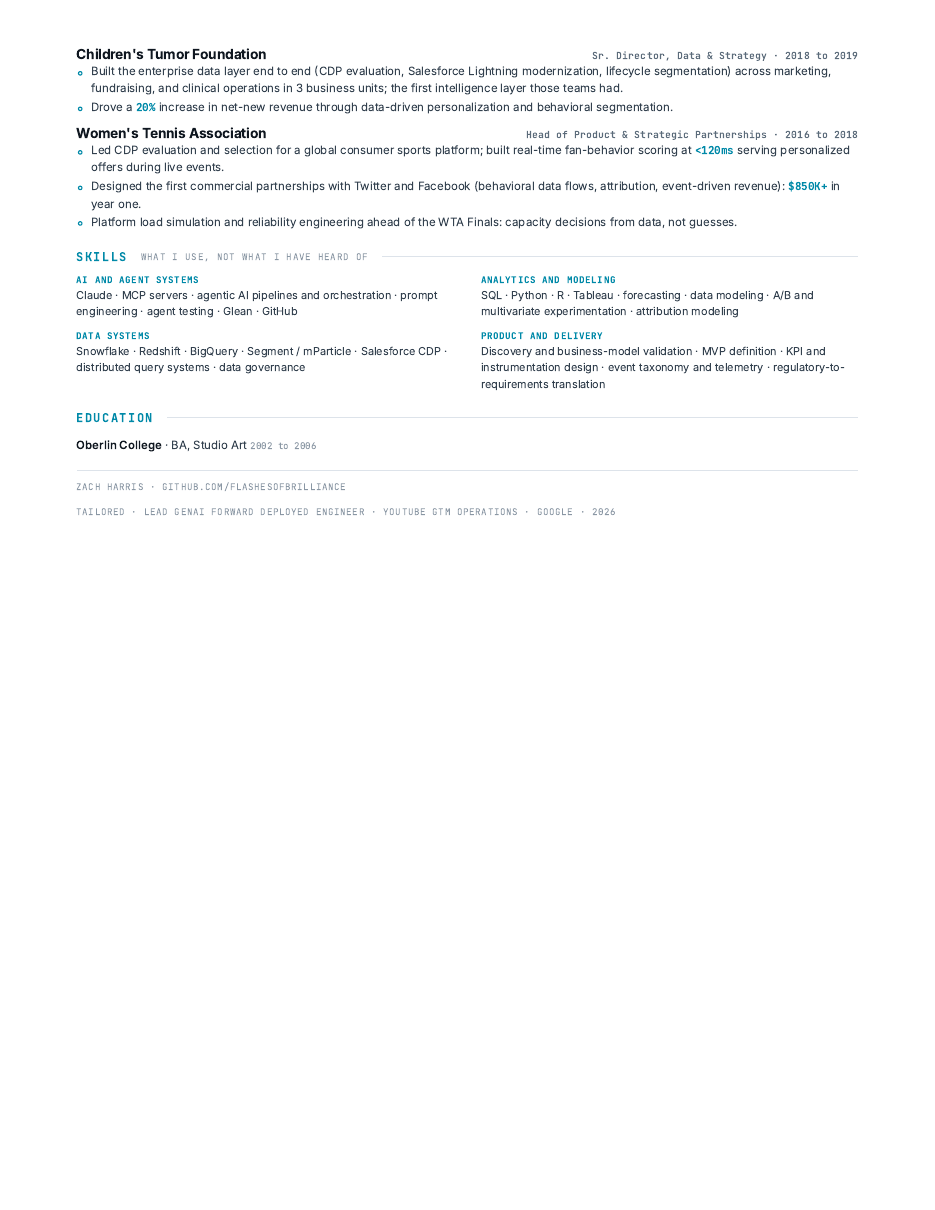 Children's Tumor Foundation
Sr. Director, Data & Strategy · 2018 to 2019
Built the enterprise data layer end to end (CDP evaluation, Salesforce Lightning modernization, lifecycle segmentation) across marketing,
fundraising, and clinical operations in 3 business units; the first intelligence layer those teams had.
Drove a 20% increase in net-new revenue through data-driven personalization and behavioral segmentation.
Women's Tennis Association
Head of Product & Strategic Partnerships · 2016 to 2018
Led CDP evaluation and selection for a global consumer sports platform; built real-time fan-behavior scoring at <120ms serving personalized
offers during live events.
Designed the first commercial partnerships with Twitter and Facebook (behavioral data flows, attribution, event-driven revenue): $850K+ in
year one.
Platform load simulation and reliability engineering ahead of the WTA Finals: capacity decisions from data, not guesses.
SKILLS WHAT I USE, NOT WHAT I HAVE HEARD OF
AI AND AGENT SYSTEMS
Claude · MCP servers · agentic AI pipelines and orchestration · prompt
engineering · agent testing · Glean · GitHub
ANALYTICS AND MODELING
SQL · Python · R · Tableau · forecasting · data modeling · A/B and
multivariate experimentation · attribution modeling
DATA SYSTEMS
Snowflake · Redshift · BigQuery · Segment / mParticle · Salesforce CDP ·
distributed query systems · data governance
PRODUCT AND DELIVERY
Discovery and business-model validation · MVP definition · KPI and
instrumentation design · event taxonomy and telemetry · regulatory-to-
requirements translation
EDUCATION
Oberlin College · BA, Studio Art 2002 to 2006
ZACH HARRIS · GITHUB.COM/FLASHESOFBRILLIANCE
TAILORED · LEAD GENAI FORWARD DEPLOYED ENGINEER · YOUTUBE GTM OPERATIONS · GOOGLE · 2026